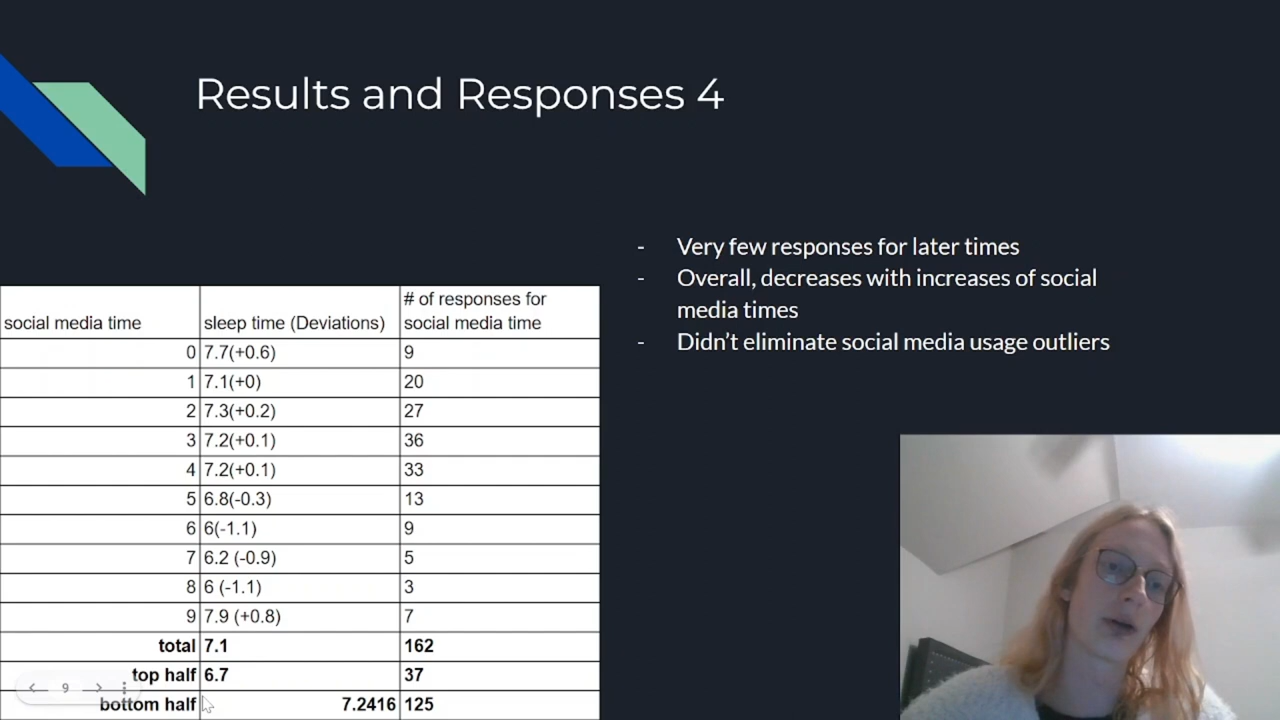 Results and Responses 4
- Very few responses for later times
- Overall, decreases with increases of social
media times
- Didn't eliminate social media usage outliers
social media time sleep time (Deviations) # of responses for social media time
0 7.7(+0.6) 9
1 7.1(+0) 20
2 7.3(+0.2) 27
3 7.2(+0.1) 36
4 7.2(+0.1) 33
5 6.8(-0.3) 13
6 6(-1.1) 9
7 6.2 (-0.9) 5
8 6 (-1.1) 3
9 7.9 (+0.8) 7
total 7.1 162
top half 6.7 37
bottom half 7.2416 125
9